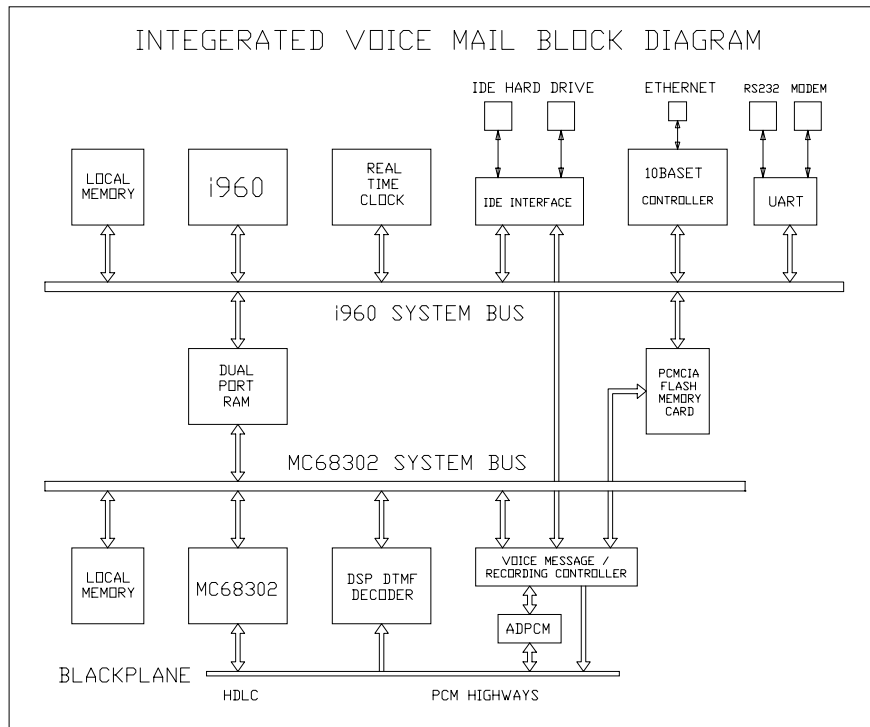 INTEGERATED VOICE MAIL BLOCK DIAGRAM
IDE HARD DRIVE
ETHERNET
RS232
MODEM
LOCAL
MEMORY
i960
REAL
TIME
CLOCK
IDE INTERFACE
10BASET
CONTROLLER
UART
i960 SYSTEM BUS
DUAL
PORT
RAM
PCMCIA
FLASH
MEMORY
CARD
MC68302 SYSTEM BUS
LOCAL
MEMORY
MC68302
DSP DTMF
DECODER
VOICE MESSAGE /
RECORDING CONTROLLER
ADPCM
BLACKPLANE
HDLC
PCM HIGHWAYS